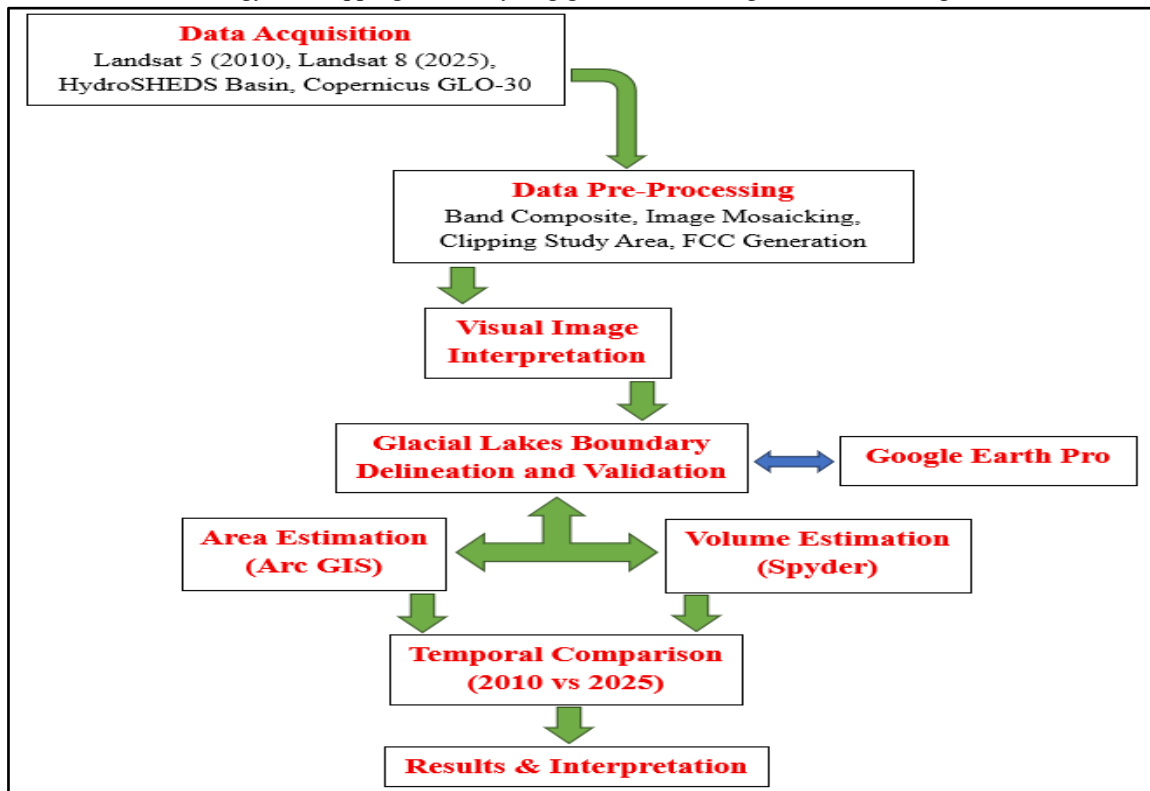 Data Acquisition
Landsat 5 (2010), Landsat 8 (2025),
HydroSHEDS Basin, Copernicus GLO-30
Data Pre-Processing
Band Composite, Image Mosaicking,
Clipping Study Area, FCC Generation
Visual Image
Interpretation
Glacial Lakes Boundary
Delineation and Validation
Google Earth Pro
Area Estimation
(Arc GIS)
Volume Estimation
(Spyder)
Temporal Comparison
(2010 vs 2025)
Results & Interpretation